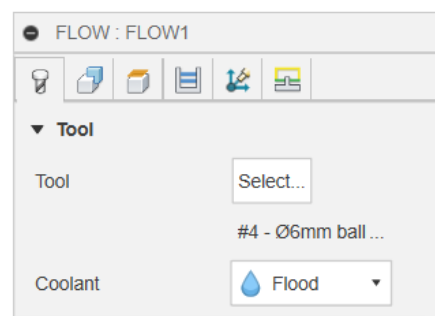 FLOW : FLOW1
Tool
Tool Select...
#4 - Ø6mm ball ...
Coolant Flood